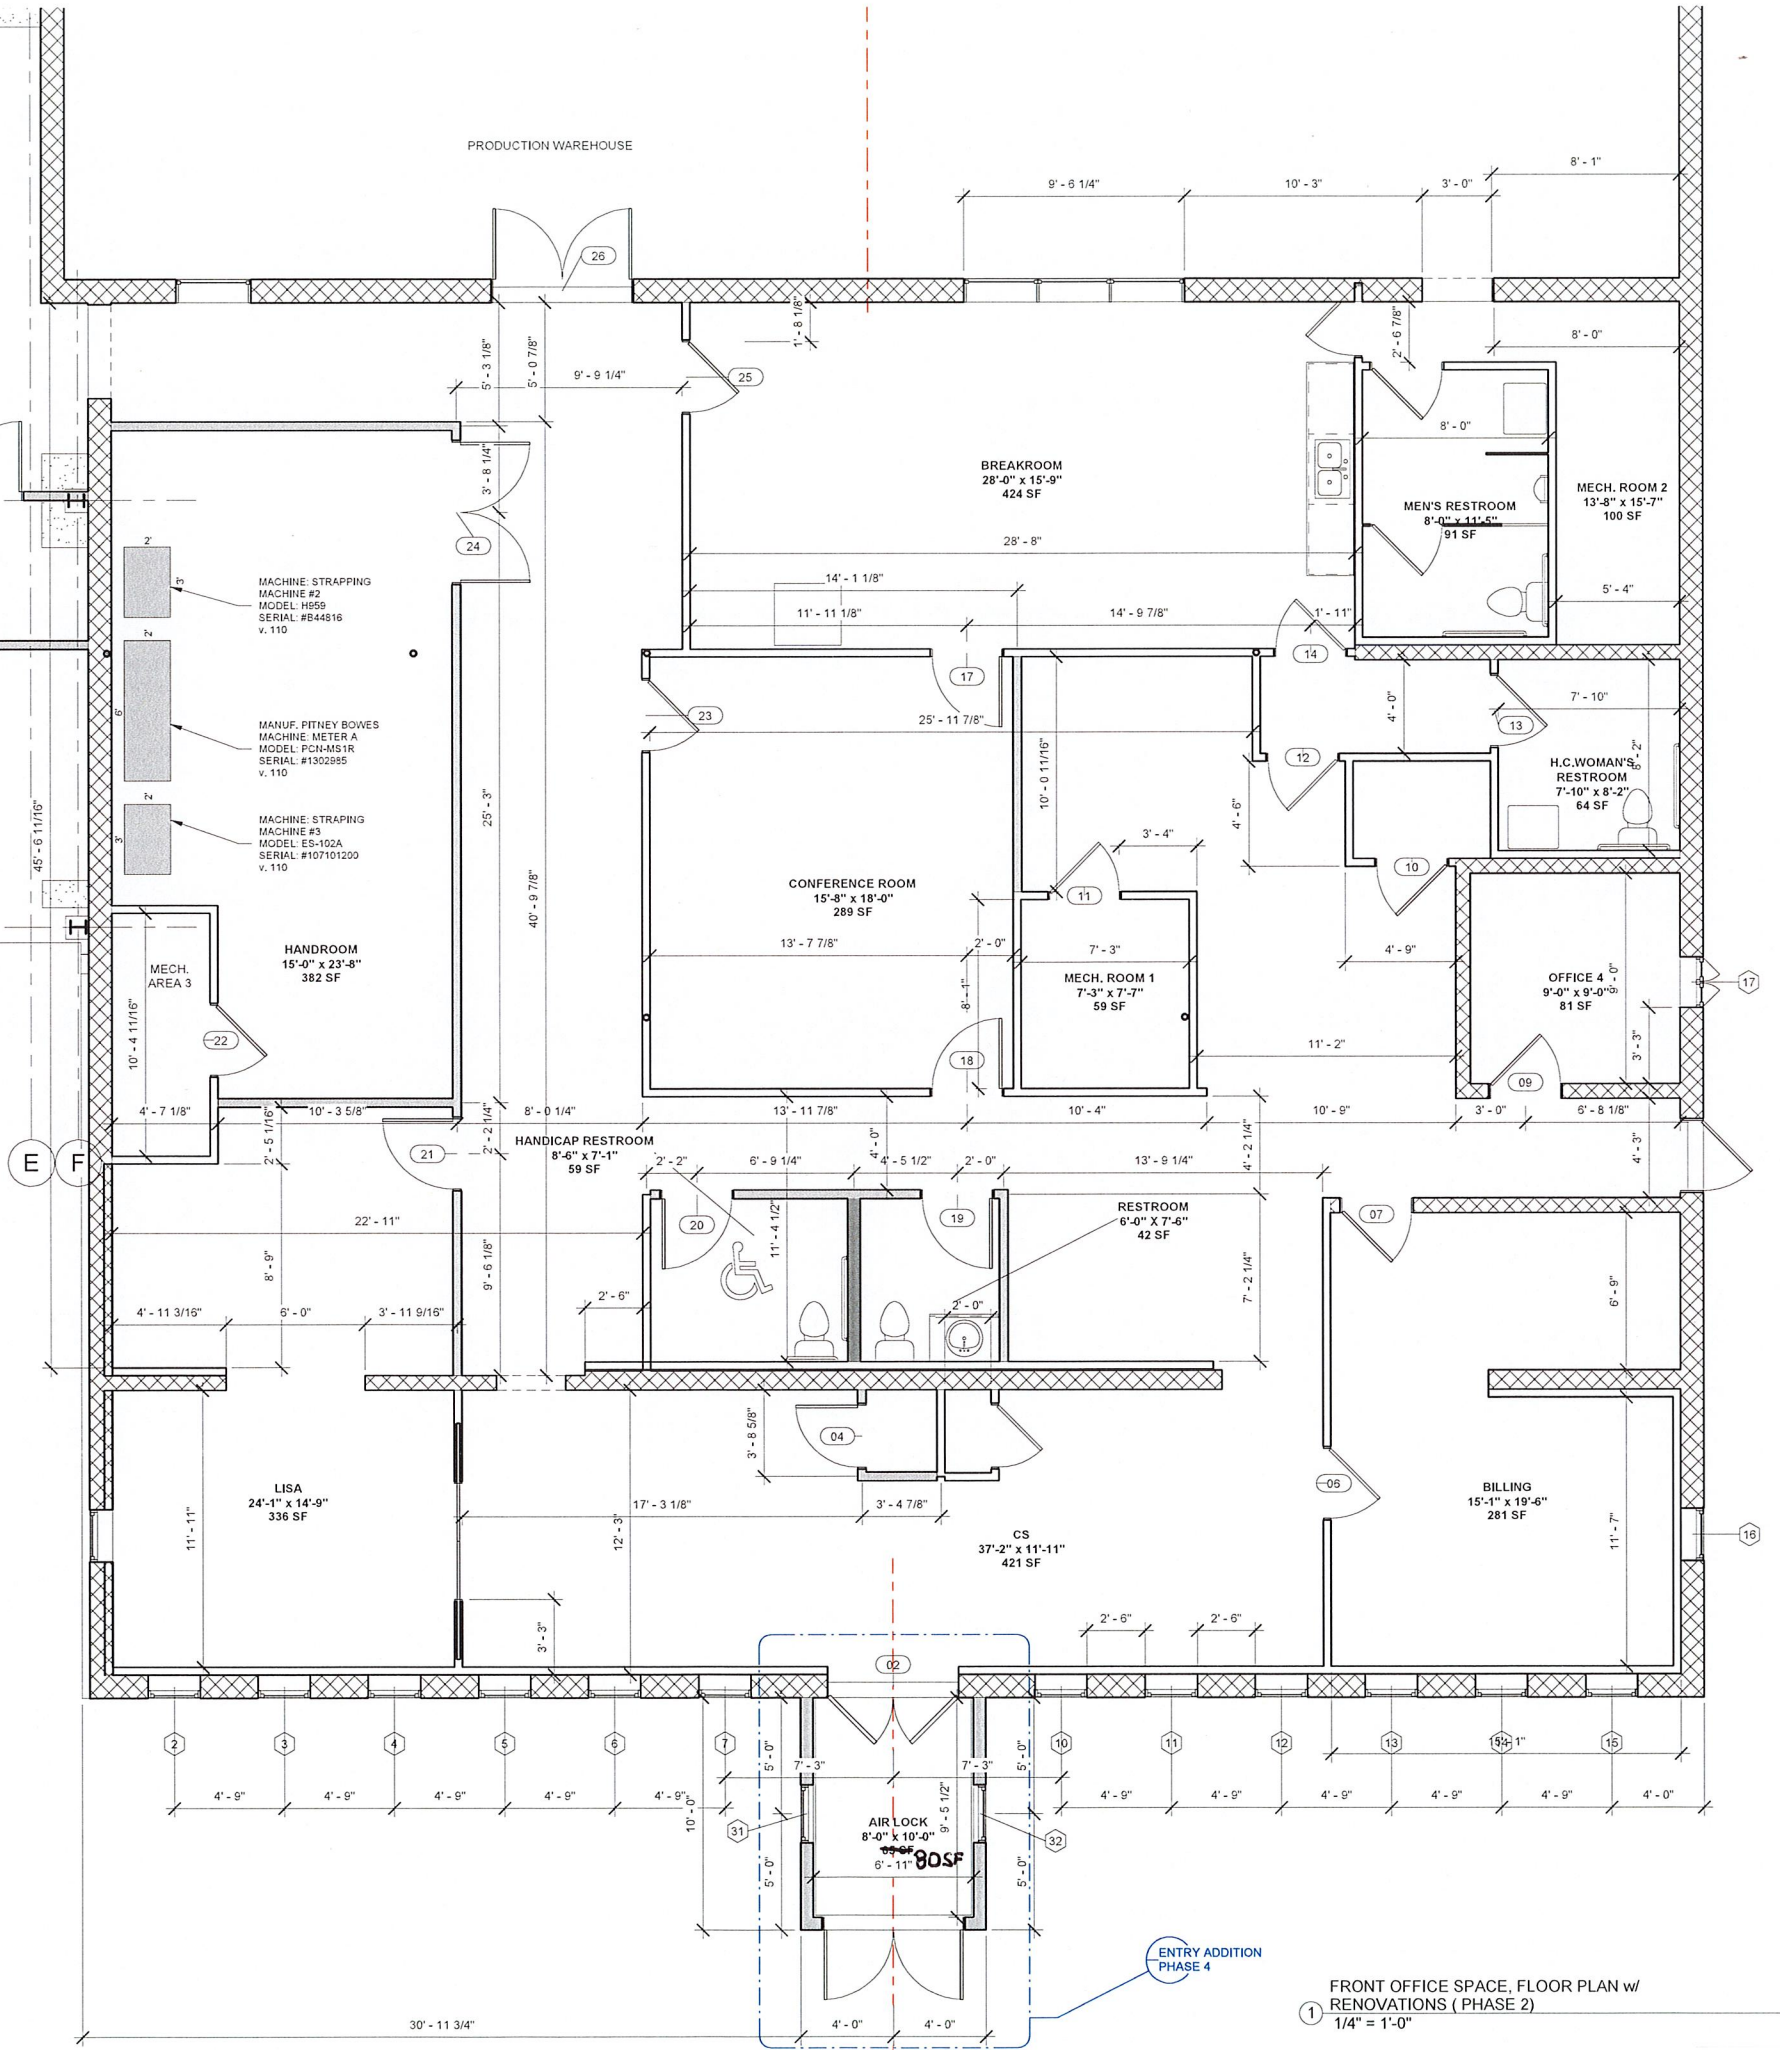 PRODUCTION WAREHOUSE
8' - 1"
9' - 6 1/4"
10' - 3"
3' - 0"
26
1' - 8 1/8"
2' - 6 7/8"
8' - 0"
5' - 3 1/8"
5' - 0 7/8"
9' - 9 1/4"
25
8' - 0"
3' - 8 1/4"
BREAKROOM
28'-0" x 15'-9"
424 SF
MECH. ROOM 2
13'-8" x 15'-7"
100 SF
MEN'S RESTROOM
8'-0" x 11'-5"
91 SF
24
28' - 8"
2'
3'
MACHINE: STRAPPING
MACHINE #2
MODEL: H959
SERIAL: #B44816
v. 110
14' - 1 1/8"
5' - 4"
11' - 11 1/8"
14' - 9 7/8"
1' - 11"
2'
6'
14
17
4' - 0"
7' - 10"
23
25' - 11 7/8"
13
MANUF. PITNEY BOWES
MACHINE: METER A
MODEL: PCN-MS1R
SERIAL: #1302985
v. 110
12
8' - 2"
H.C.WOMAN'S
RESTROOM
7'-10" x 8'-2"
64 SF
10' - 0 11/16"
2'
3'
45' - 6 11/16"
25' - 3"
4' - 6"
MACHINE: STRAPING
MACHINE #3
MODEL: ES-102A
SERIAL: #107101200
v. 110
3' - 4"
10
40' - 9 7/8"
11
CONFERENCE ROOM
15'-8" x 18'-0"
289 SF
13' - 7 7/8"
2' - 0"
7' - 3"
4' - 9"
HANDROOM
15'-0" x 23'-8"
382 SF
MECH.
AREA 3
MECH. ROOM 1
7'-3" x 7'-7"
59 SF
OFFICE 4
9'-0" x 9'-0"
81 SF
9' - 0"
17
8' - 1"
10' - 4 11/16"
22
11' - 2"
3' - 3"
18
09
4' - 7 1/8"
10' - 3 5/8"
8' - 0 1/4"
13' - 11 7/8"
10' - 4"
10' - 9"
3' - 0"
6' - 8 1/8"
2' - 5 1/16"
2' - 2 1/4"
4' - 0"
4' - 2 1/4"
4' - 3"
E
F
21
HANDICAP RESTROOM
8'-6" x 7'-1"
59 SF
2' - 2"
6' - 9 1/4"
4' - 5 1/2"
2' - 0"
13' - 9 1/4"
22' - 11"
20
19
RESTROOM
6'-0" X 7'-6"
42 SF
07
11' - 4 1/2"
8' - 9"
9' - 6 1/8"
7' - 2 1/4"
6' - 9"
4' - 11 3/16"
6' - 0"
3' - 11 9/16"
2' - 6"
2' - 0"
3' - 8 5/8"
04
06
LISA
24'-1" x 14'-9"
336 SF
17' - 3 1/8"
3' - 4 7/8"
BILLING
15'-1" x 19'-6"
281 SF
11' - 11"
12' - 3"
CS
37'-2" x 11'-11"
421 SF
11' - 7"
16
3' - 3"
2' - 6"
2' - 6"
02
2
3
4
5
6
7
10
11
12
13
14
15
15' - 1"
5' - 0"
7' - 3"
7' - 3"
5' - 0"
4' - 9"
4' - 9"
4' - 9"
4' - 9"
4' - 9"
4' - 9"
4' - 9"
4' - 9"
4' - 9"
4' - 0"
10' - 0"
9' - 5 1/2"
31
AIR LOCK
8'-0" x 10'-0"
65 SF
80SF
6' - 11"
32
5' - 0"
5' - 0"
ENTRY ADDITION
PHASE 4
FRONT OFFICE SPACE, FLOOR PLAN w/
1
RENOVATIONS ( PHASE 2)
1/4" = 1'-0"
30' - 11 3/4"
4' - 0"
4' - 0"
4' - 9"